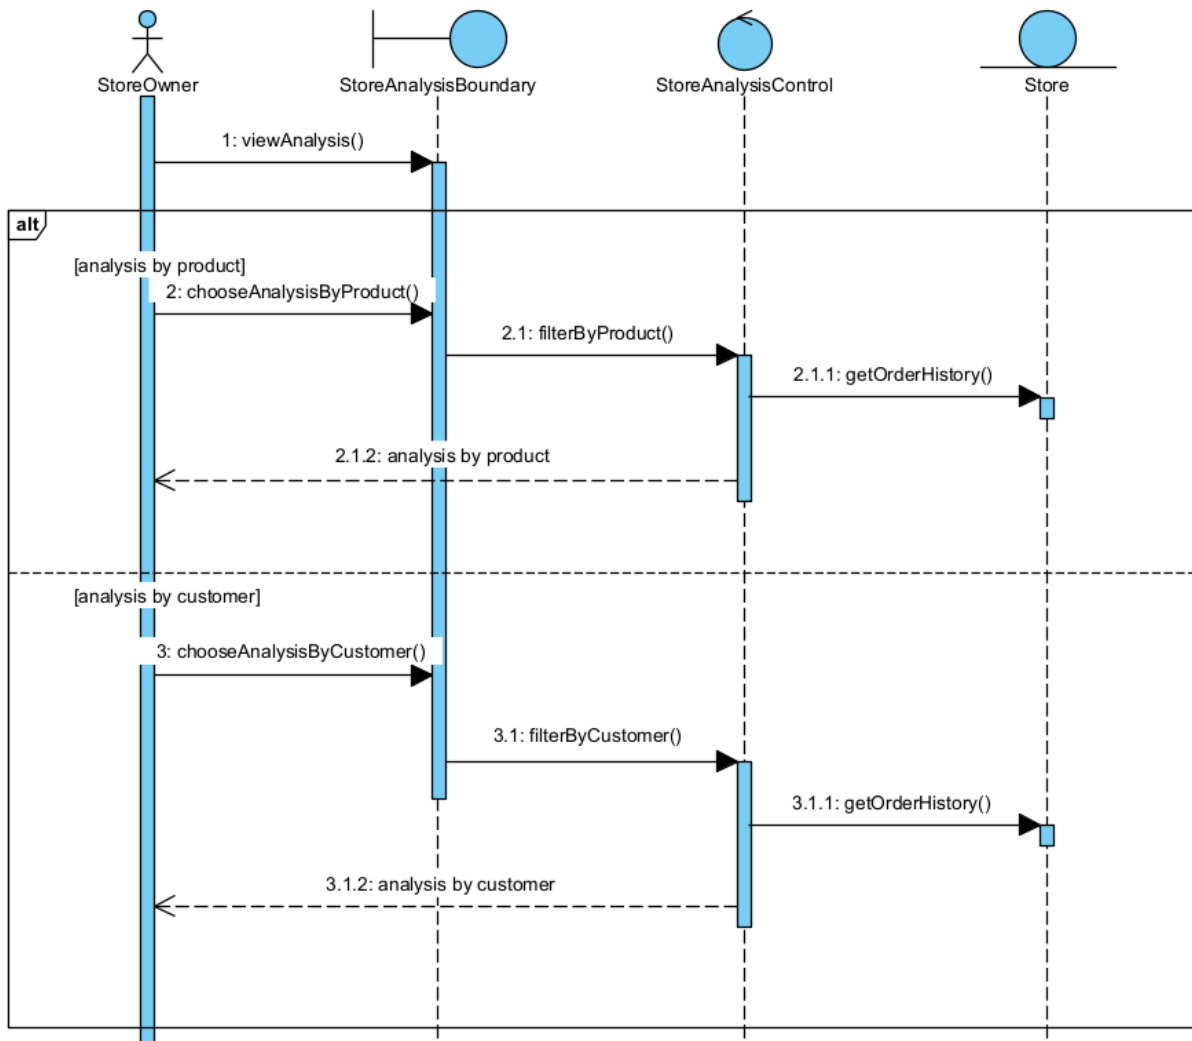 StoreOwner
StoreAnalysisBoundary
StoreAnalysisControl
Store
1: viewAnalysis()
alt
[analysis by product]
2: chooseAnalysisByProduct()
2.1: filterByProduct()
2.1.1: getOrderHistory()
2.1.2: analysis by product
[analysis by customer]
3: chooseAnalysisByCustomer()
3.1: filterByCustomer()
3.1.1: getOrderHistory()
3.1.2: analysis by customer